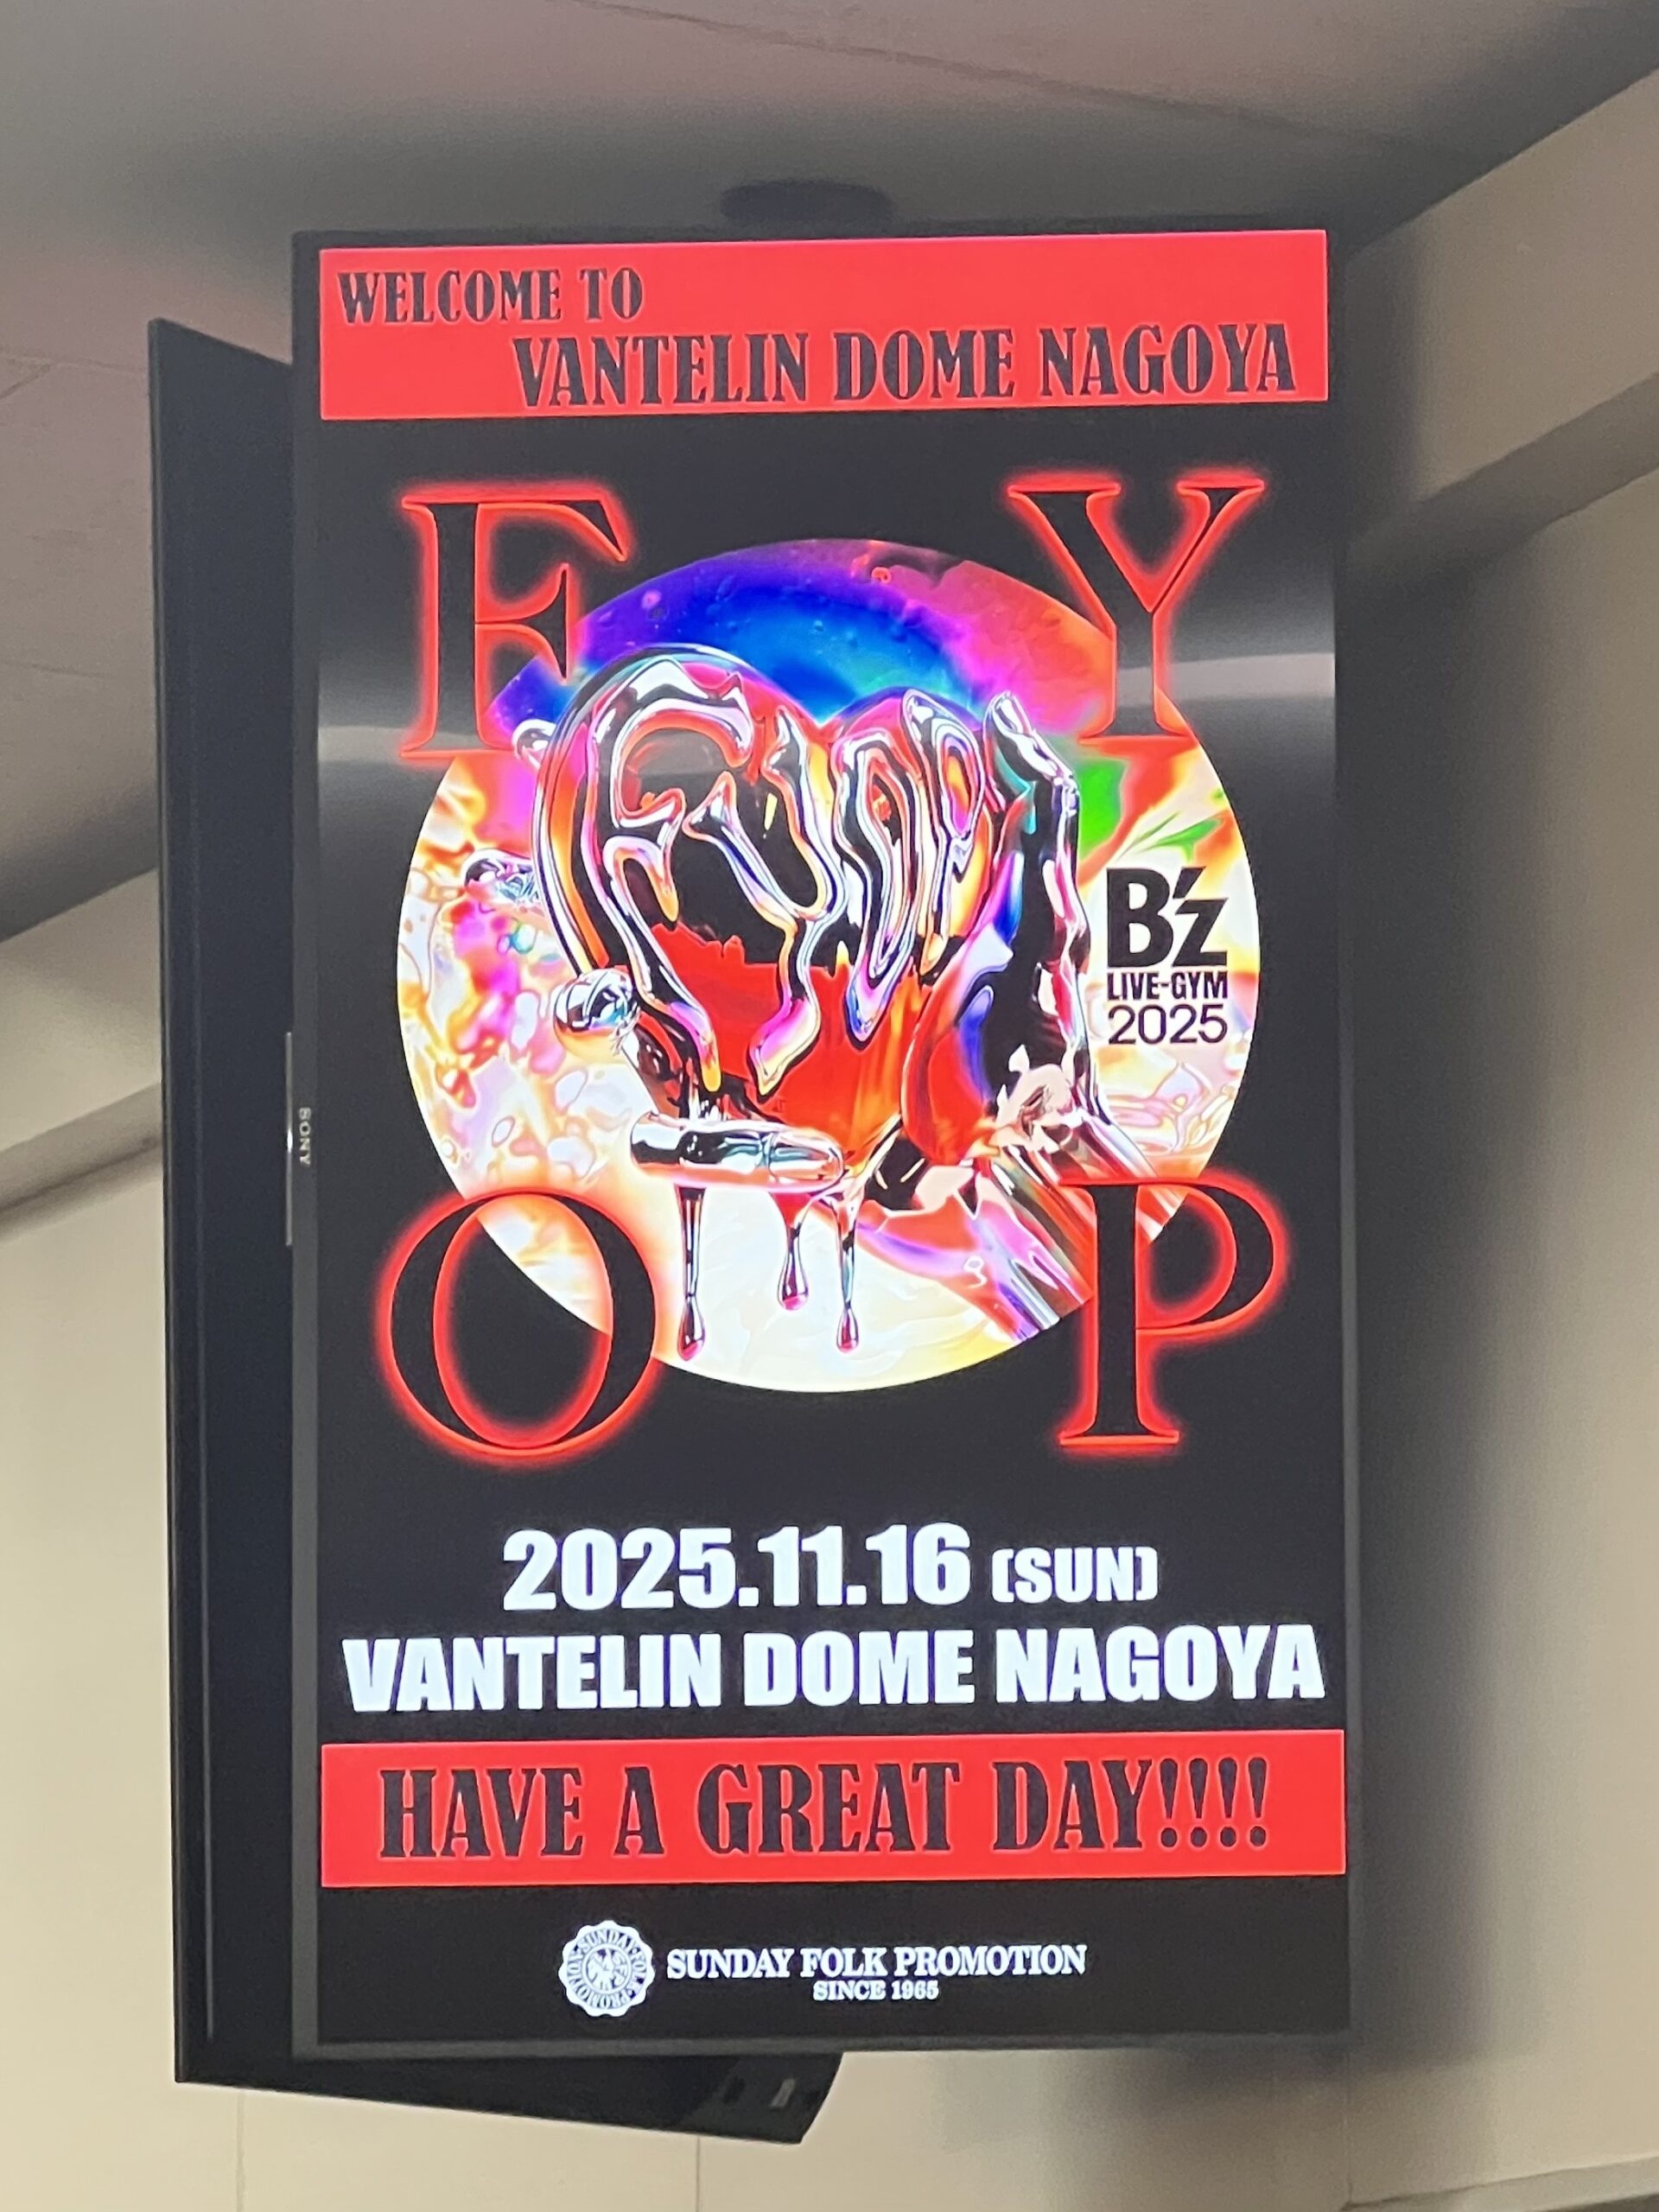 WELCOME TO
VANTELIN DOME NAGOYA
F Y
FYOP
B'z
LIVE-GYM
2025
O P
2025.11.16 (SUN)
VANTELIN DOME NAGOYA
HAVE A GREAT DAY!!!!
SUNDAY FOLK PROMOTION
SINCE 1965
SONY